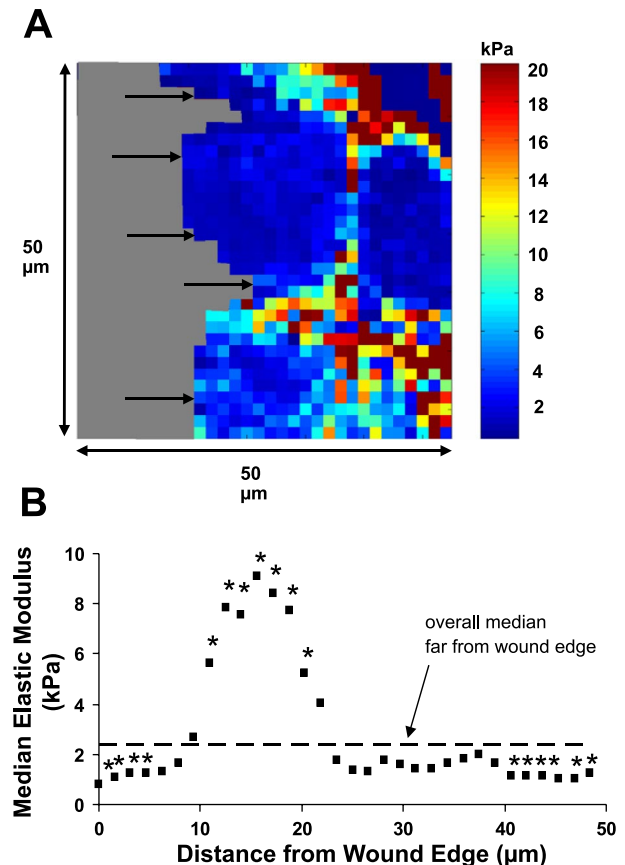 A
kPa
20
18
16
14
12
10
8
6
4
2
50
µm
50
µm
B
Median Elastic Modulus
(kPa)
10
8
6
4
2
0
* * * * * * * * * * * * * * * * * *
overall median
far from wound edge
0 10 20 30 40 50
Distance from Wound Edge (µm)